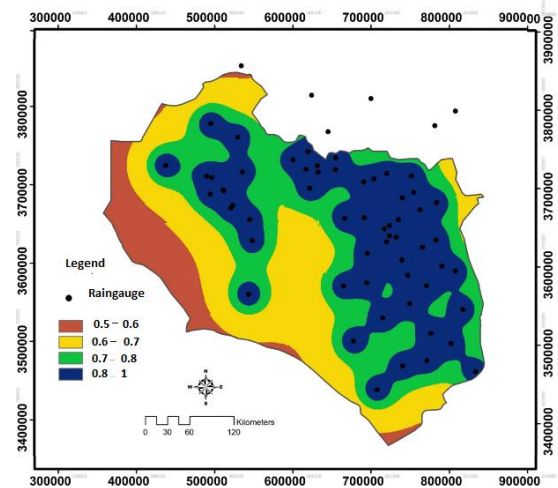 300000 400000 500000 600000 700000 800000 900000
3900000
3800000 3800000
3700000 3700000
3600000 3600000
3500000 3500000
3400000 3400000
Legend
Raingauge
0.5 – 0.6
0.6 – 0.7
0.7 – 0.8
0.8 1
N
W E
S
Kilometers
0 30 60 120
300000 400000 500000 600000 700000 800000 900000